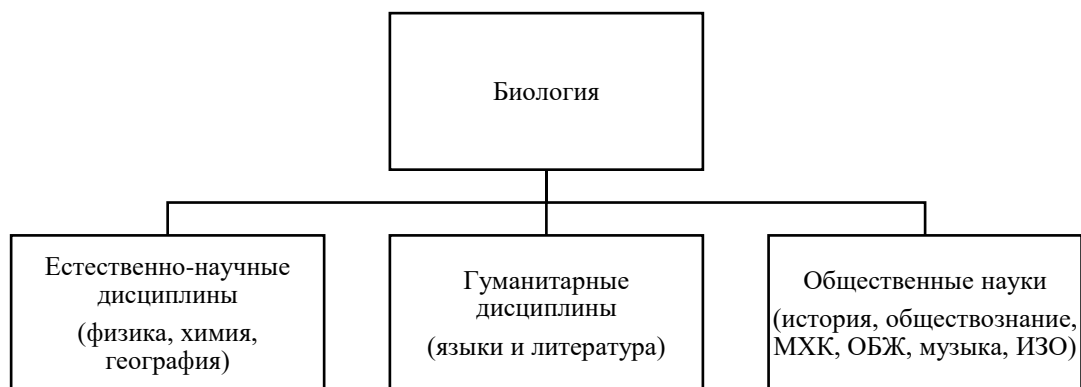 Биология
Естественно-научные
дисциплины
(физика, химия,
география)
Гуманитарные
дисциплины
(языки и литература)
Общественные науки
(история, обществознание,
МХК, ОБЖ, музыка, ИЗО)